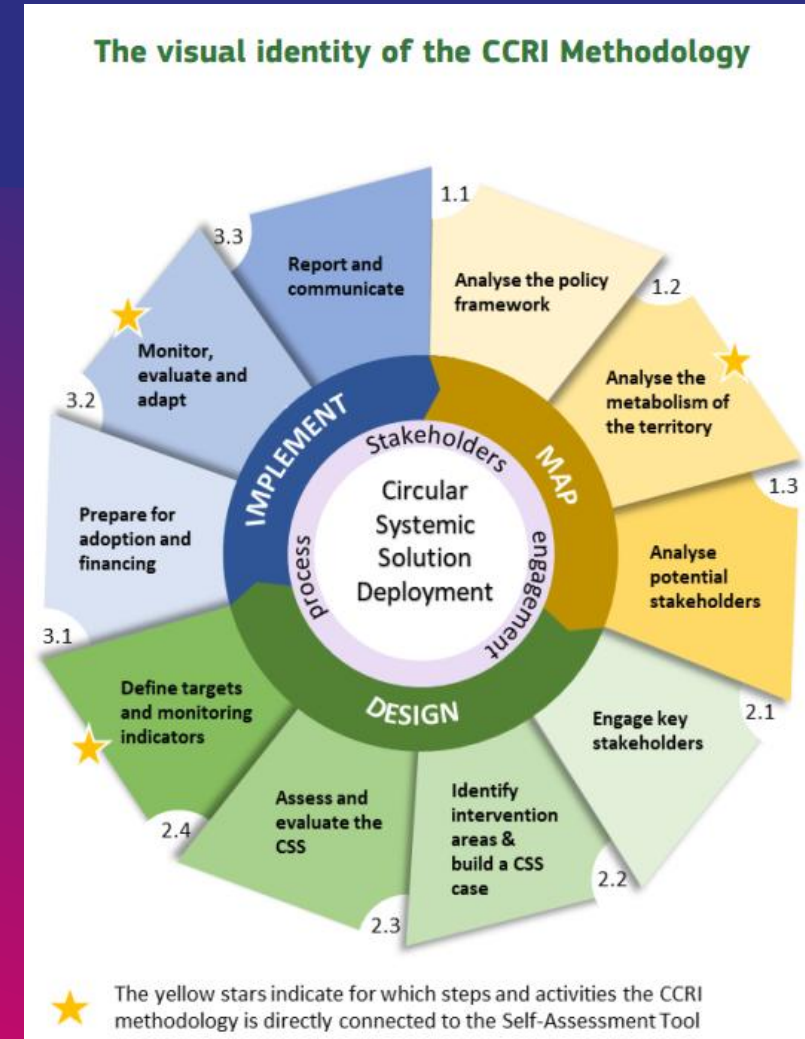 The visual identity of the CCRI Methodology
1.1
Analyse the policy
framework
1.2
Analyse the
metabolism of
the territory
1.3
Analyse
potential
stakeholders
2.1
Engage key
stakeholders
2.2
Identify
intervention
areas &
build a CSS
case
2.3
Assess and
evaluate the
CSS
2.4
Define targets
and monitoring
indicators
3.1
Prepare for
adoption and
financing
3.2
Monitor,
evaluate and
adapt
3.3
Report and
communicate
MAP
DESIGN
IMPLEMENT
Stakeholders
engagement
process
Circular
Systemic
Solution
Deployment
The yellow stars indicate for which steps and activities the CCRI
methodology is directly connected to the Self-Assessment Tool